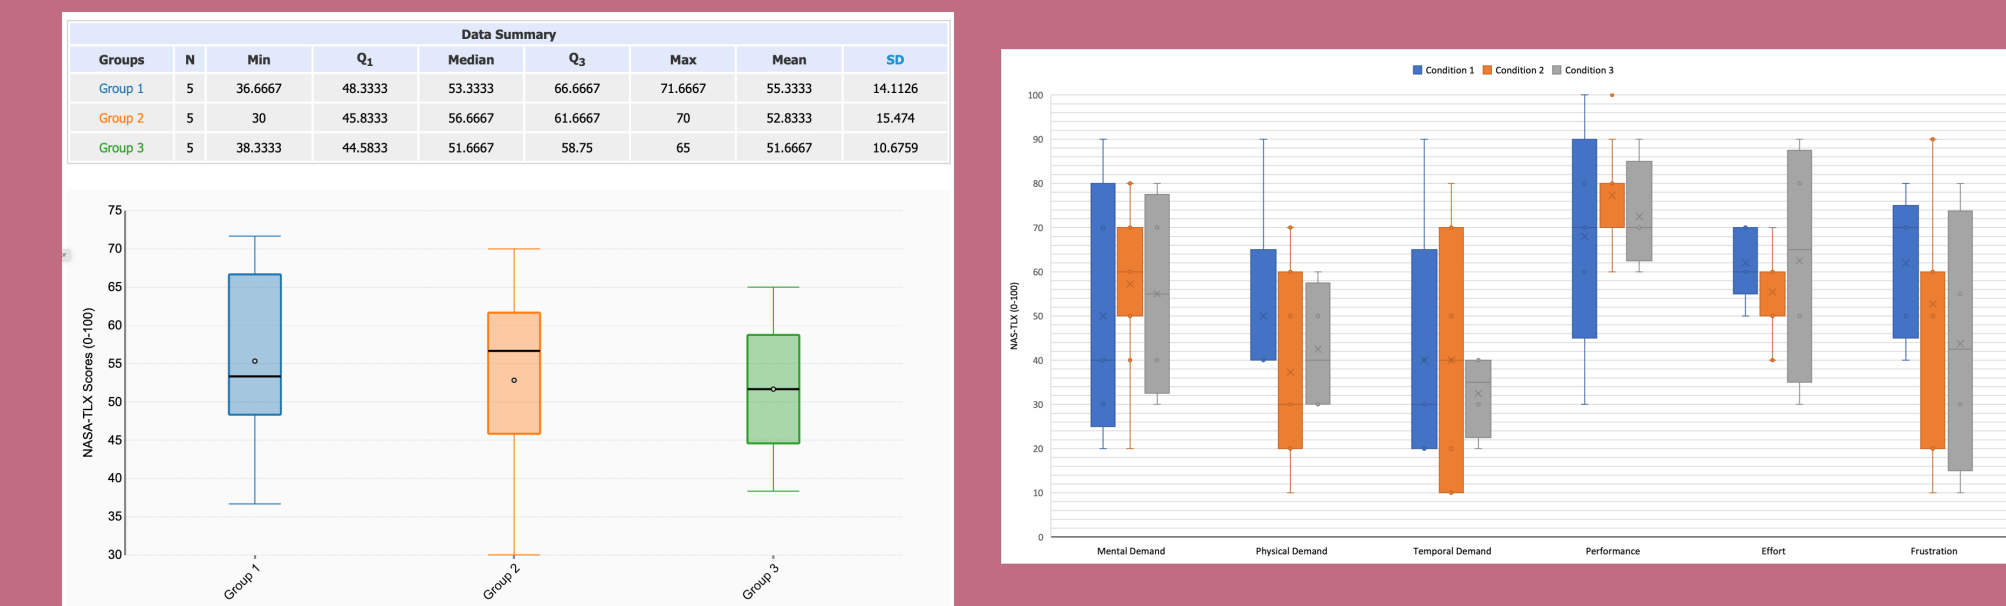 Data Summary
Groups N Min Q1 Median Q3 Max Mean SD
Group 1 5 36.6667 48.3333 53.3333 66.6667 71.6667 55.3333 14.1126
Group 2 5 30 45.8333 56.6667 61.6667 70 52.8333 15.474
Group 3 5 38.3333 44.5833 51.6667 58.75 65 51.6667 10.6759
NASA-TLX Scores (0-100)
75
70
65
60
55
50
45
40
35
30
Group 1 Group 2 Group 3
Condition 1 Condition 2 Condition 3
NAS-TLX (0-100)
100
90
80
70
60
50
40
30
20
10
0
Mental Demand Physical Demand Temporal Demand Performance Effort Frustration